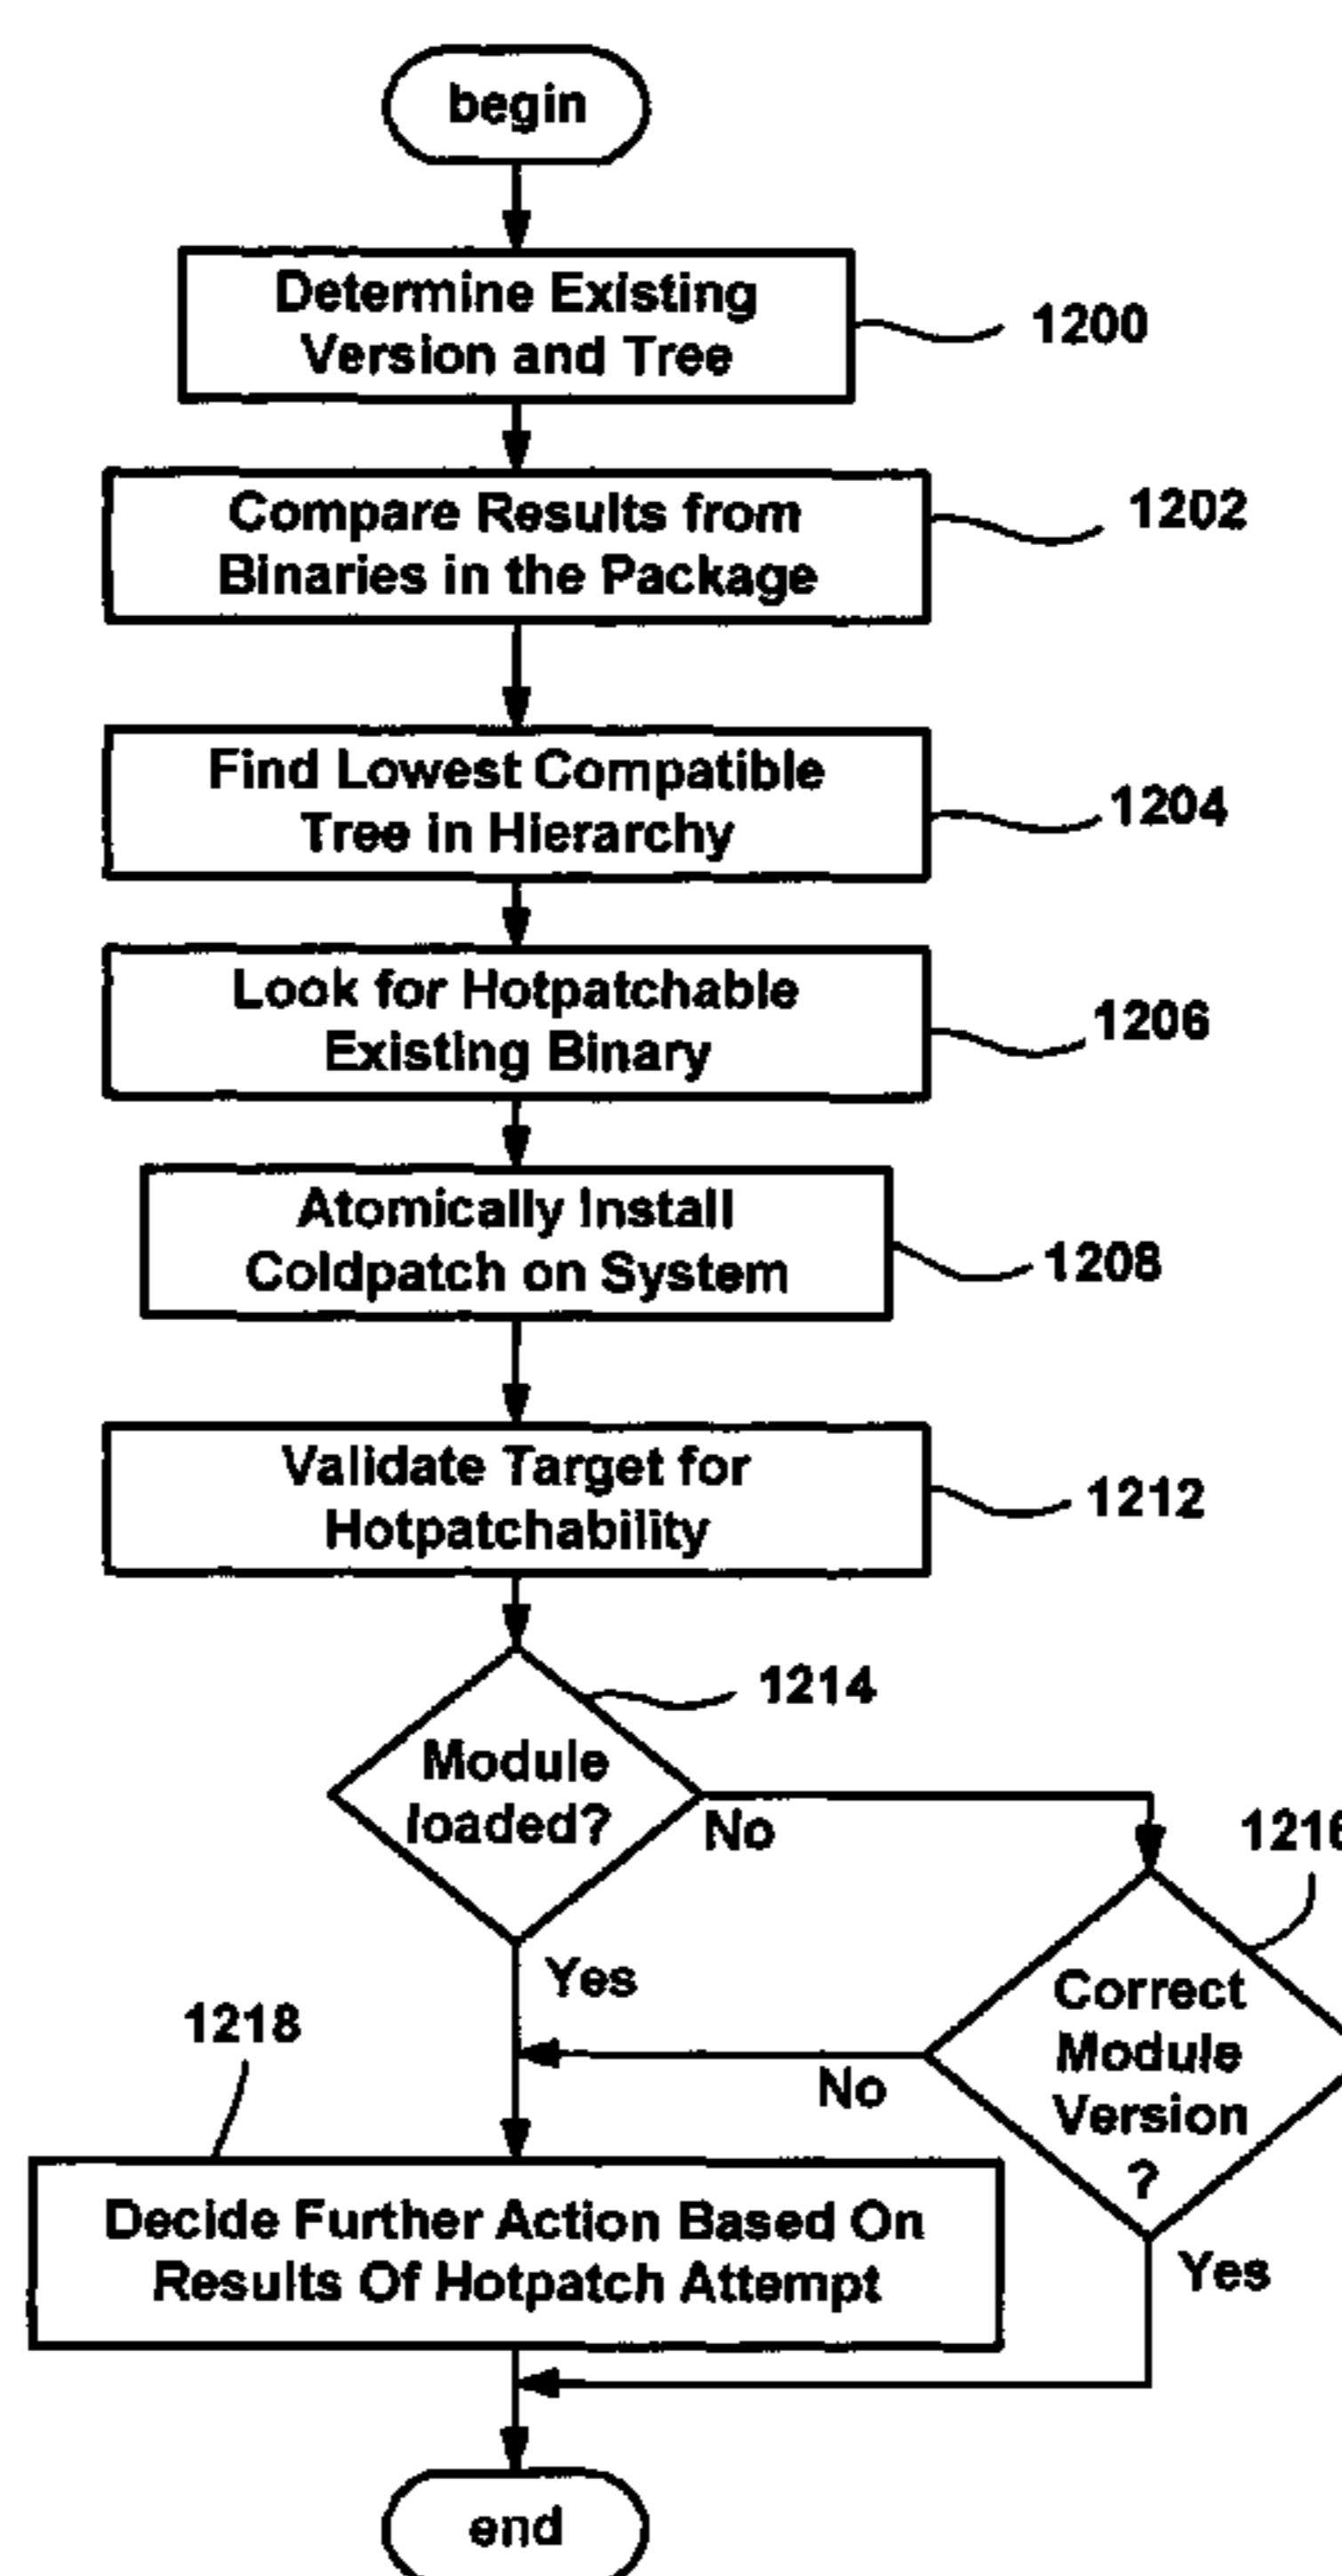 begin
Determine Existing
Version and Tree
1200
Compare Results from
Binaries in the Package
1202
Find Lowest Compatible
Tree in Hierarchy
1204
Look for Hotpatchable
Existing Binary
1206
Atomically Install
Coldpatch on System
1208
Validate Target for
Hotpatchability
1212
1214
Module
loaded?
No
1216
Yes
Correct
Module
Version
?
No
1218
Decide Further Action Based On
Results Of Hotpatch Attempt
Yes
end